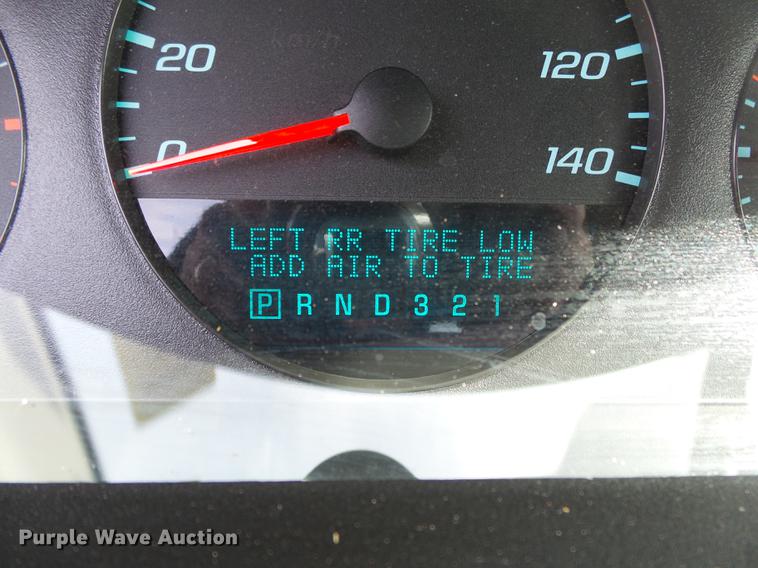 20
120
0
140
LEFT RR TIRE LOW
ADD AIR TO TIRE
P R N D 3 2 1
Purple Wave Auction